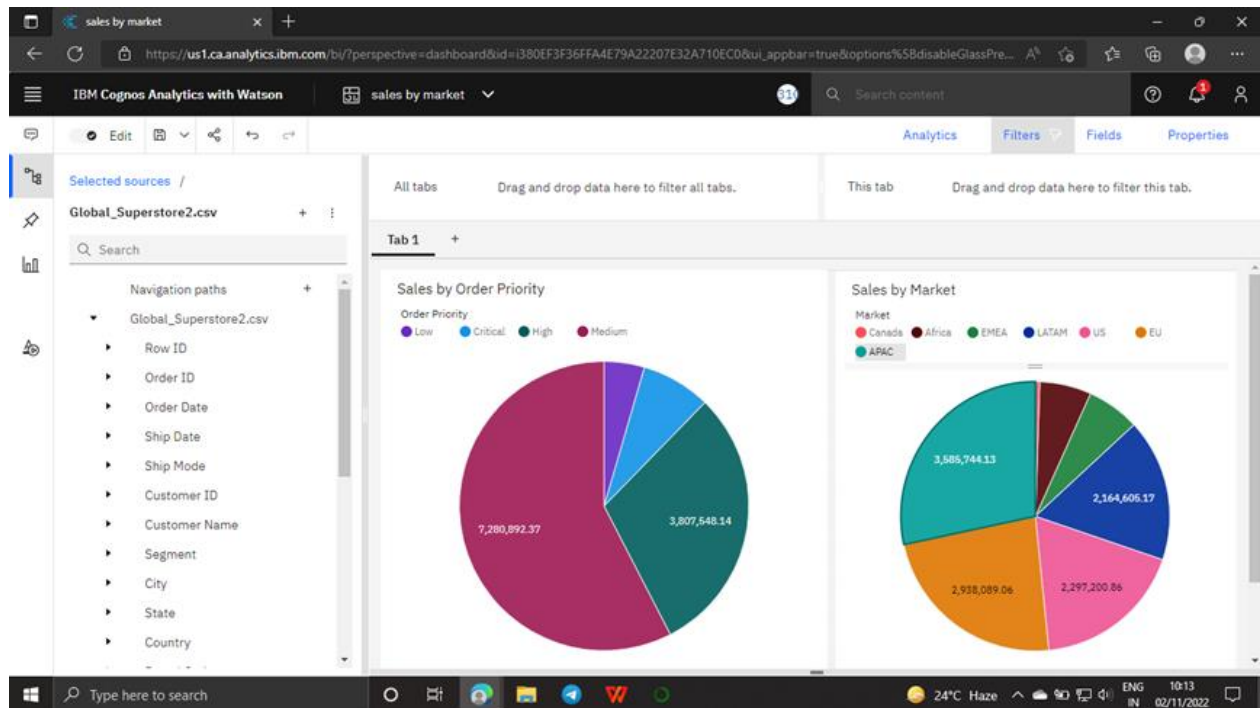 sales by market
https://us1.ca.analytics.ibm.com/bi/?perspective=dashboard&id=i380EF3F36FFA4E79A22207E32A710EC0&ui_appbar=true&options%5BdisableGlassPre...
IBM Cognos Analytics with Watson
sales by market
Search content
1
Edit
Analytics
Filters
Fields
Properties
Selected sources /
Global_Superstore2.csv
Search
Navigation paths
Global_Superstore2.csv
Row ID
Order ID
Order Date
Ship Date
Ship Mode
Customer ID
Customer Name
Segment
City
State
Country
All tabs
Drag and drop data here to filter all tabs.
This tab
Drag and drop data here to filter this tab.
Tab 1
Sales by Order Priority
Order Priority
Low Critical High Medium
7,280,892.37
3,807,548.14
Sales by Market
Market
Canada Africa EMEA LATAM US EU
APAC
3,585,744.13
2,164,605.17
2,938,089.06
2,297,200.86
Type here to search
24°C Haze
ENG
IN
10:13
02/11/2022